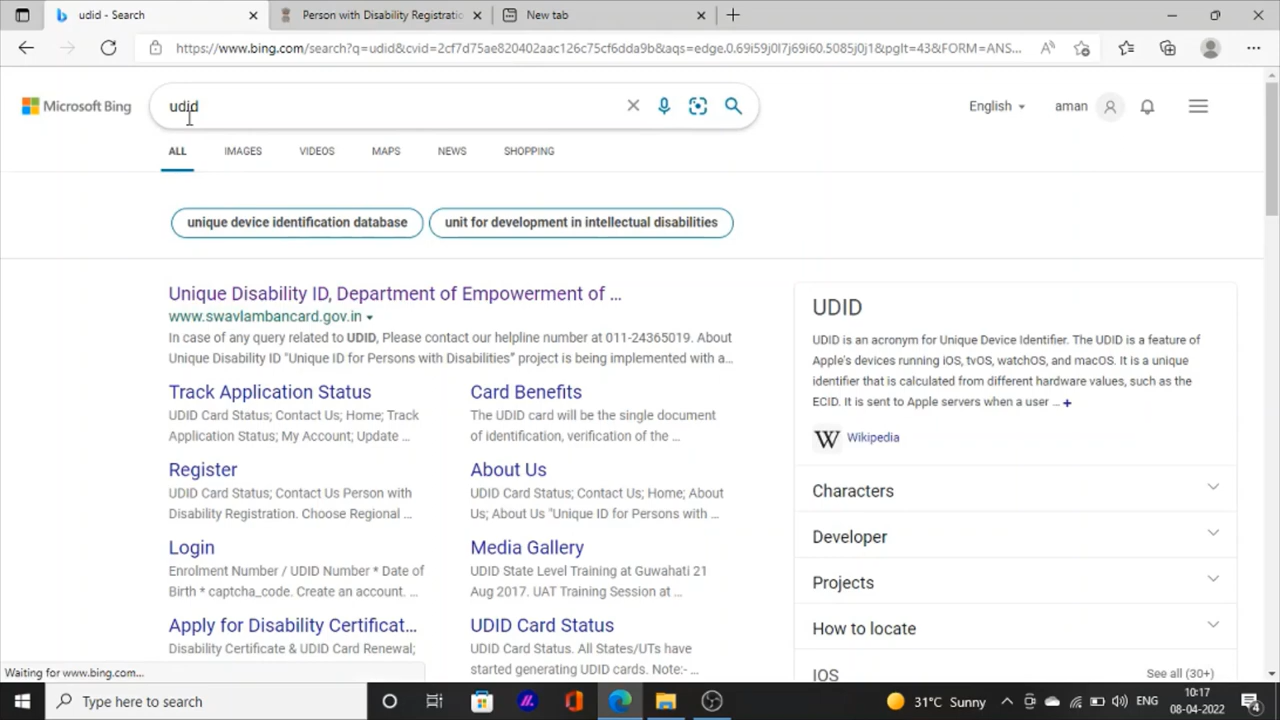 udid - Search
Person with Disability Registratio
New tab
https://www.bing.com/search?q=udid&cvid=2cf7d75ae820402aac126c75cf6dda9b&aqs=edge.0.69i59j0l7j69i60.5085j0j1&pglt=43&FORM=ANS...
Microsoft Bing
udid
English
aman
ALL
IMAGES
VIDEOS
MAPS
NEWS
SHOPPING
unique device identification database
unit for development in intellectual disabilities
Unique Disability ID, Department of Empowerment of ...
www.swavlambancard.gov.in
In case of any query related to UDID, Please contact our helpline number at 011-24365019. About
Unique Disability ID "Unique ID for Persons with Disabilities" project is being implemented with a...
Track Application Status
UDID Card Status; Contact Us; Home; Track
Application Status; My Account; Update ...
Card Benefits
The UDID card will be the single document
of identification, verification of the ...
Register
UDID Card Status; Contact Us Person with
Disability Registration. Choose Regional ...
About Us
UDID Card Status; Contact Us; Home; About
Us; About Us "Unique ID for Persons with ...
Login
Enrolment Number / UDID Number * Date of
Birth * captcha_code. Create an account. ...
Media Gallery
UDID State Level Training at Guwahati 21
Aug 2017. UAT Training Session at ...
Apply for Disability Certificat...
Disability Certificate & UDID Card Renewal;
UDID Card Status
UDID Card Status. All States/UTs have
started generating UDID cards. Note:- ...
UDID
UDID is an acronym for Unique Device Identifier. The UDID is a feature of
Apple's devices running iOS, tvOS, watchOS, and macOS. It is a unique
identifier that is calculated from different hardware values, such as the
ECID. It is sent to Apple servers when a user ... +
Wikipedia
Characters
Developer
Projects
How to locate
IOS
See all (30+)
Waiting for www.bing.com...
Type here to search
31°C Sunny
ENG
10:17
08-04-2022
4